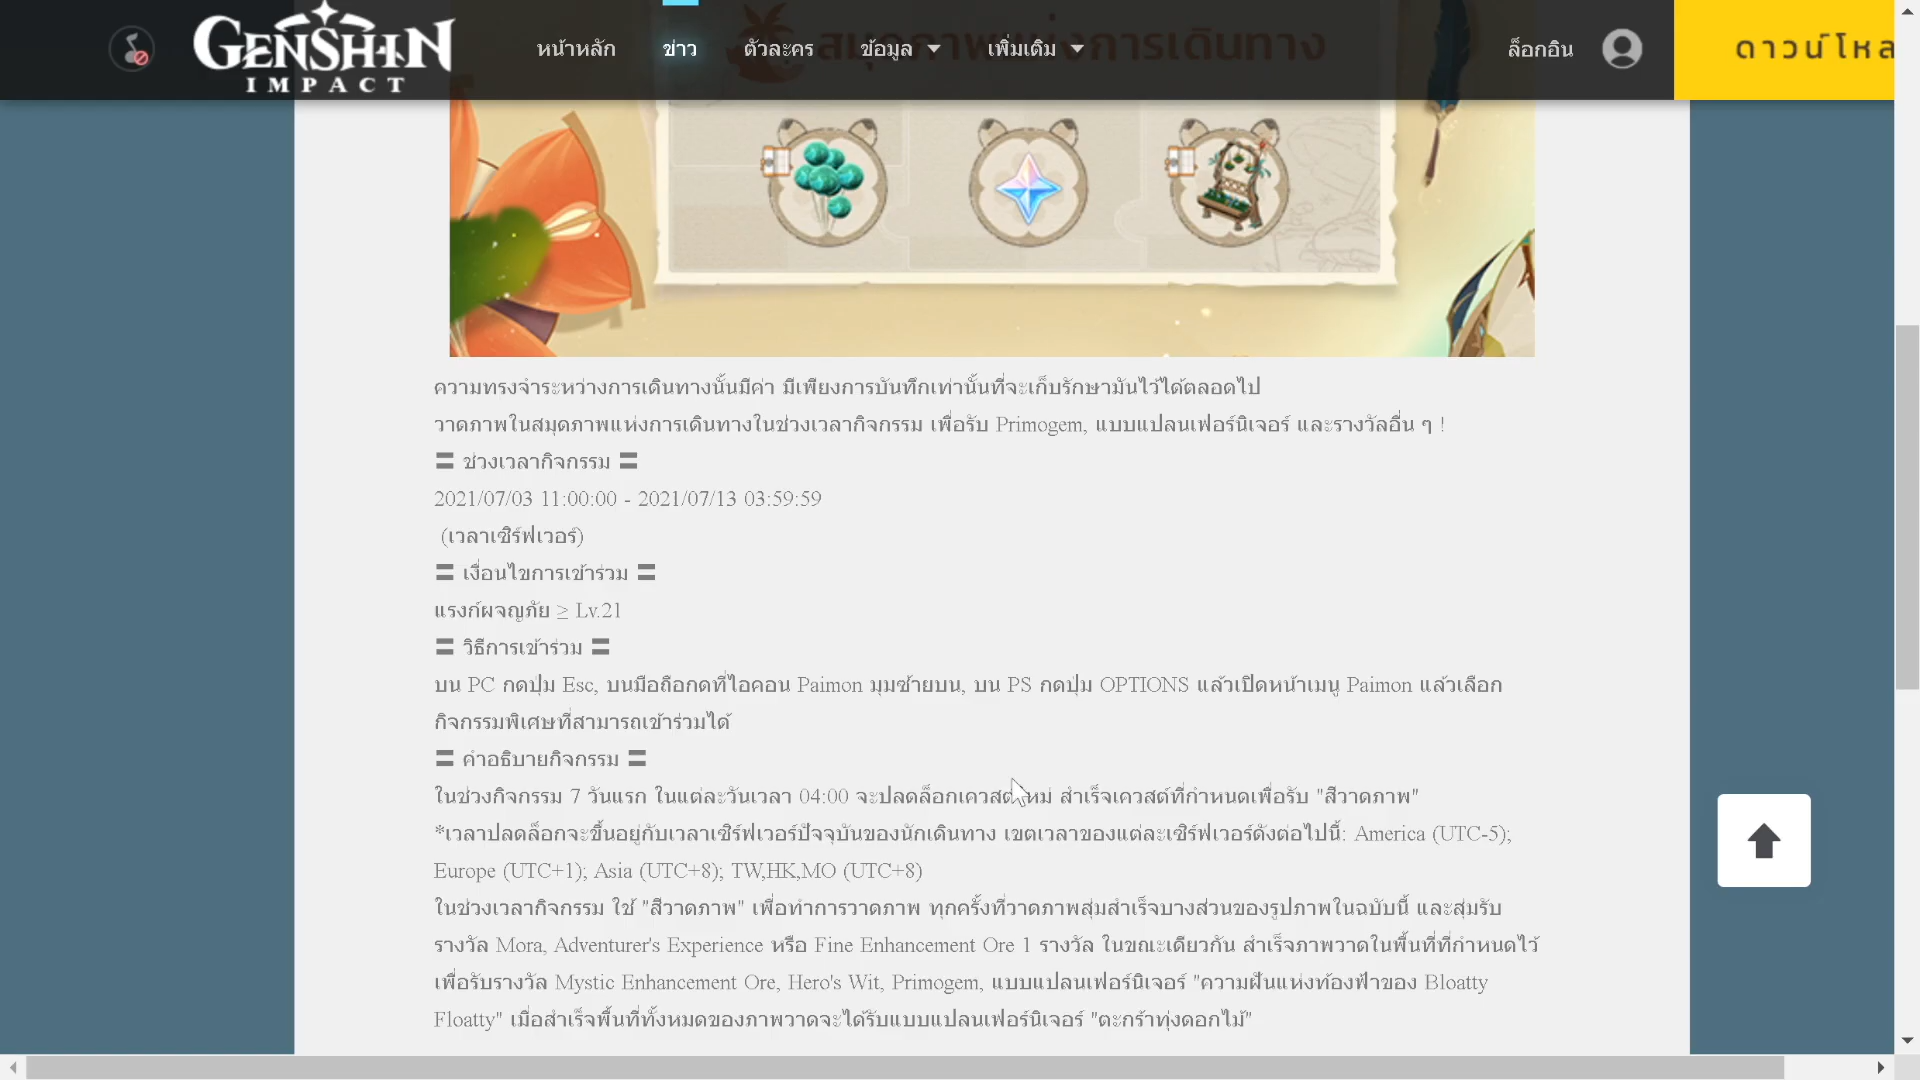 GENSHIN
IMPACT
หน้าหลัก
ข่าว
ตัวละคร
ข้อมูล
เพิ่มเติม
ล็อกอิน
ดาวน์โหล
สมุดภาพแห่งการเดินทาง
ความทรงจำระหว่างการเดินทางนั้นมีค่า มีเพียงการบันทึกเท่านั้นที่จะเก็บรักษามันไว้ได้ตลอดไป
วาดภาพในสมุดภาพแห่งการเดินทางในช่วงเวลากิจกรรม เพื่อรับ Primogem, แบบแปลนเฟอร์นิเจอร์ และรางวัลอื่น ๆ !
〓 ช่วงเวลากิจกรรม 〓
2021/07/03 11:00:00 - 2021/07/13 03:59:59
(เวลาเซิร์ฟเวอร์)
〓 เงื่อนไขการเข้าร่วม 〓
แรงก์ผจญภัย ≥ Lv.21
〓 วิธีการเข้าร่วม 〓
บน PC กดปุ่ม Esc, บนมือถือกดที่ไอคอน Paimon มุมซ้ายบน, บน PS กดปุ่ม OPTIONS แล้วเปิดหน้าเมนู Paimon แล้วเลือก
กิจกรรมพิเศษที่สามารถเข้าร่วมได้
〓 คำอธิบายกิจกรรม 〓
ในช่วงกิจกรรม 7 วันแรก ในแต่ละวันเวลา 04:00 จะปลดล็อกเควสต์ใหม่ สำเร็จเควสต์ที่กำหนดเพื่อรับ "สีวาดภาพ"
*เวลาปลดล็อกจะขึ้นอยู่กับเวลาเซิร์ฟเวอร์ปัจจุบันของนักเดินทาง เขตเวลาของแต่ละเซิร์ฟเวอร์ดังต่อไปนี้: America (UTC-5);
Europe (UTC+1); Asia (UTC+8); TW,HK,MO (UTC+8)
ในช่วงเวลากิจกรรม ใช้ "สีวาดภาพ" เพื่อทำการวาดภาพ ทุกครั้งที่วาดภาพสุ่มสำเร็จบางส่วนของรูปภาพในฉบับนี้ และสุ่มรับ
รางวัล Mora, Adventurer's Experience หรือ Fine Enhancement Ore 1 รางวัล ในขณะเดียวกัน สำเร็จภาพวาดในพื้นที่ที่กำหนดไว้
เพื่อรับรางวัล Mystic Enhancement Ore, Hero's Wit, Primogem, แบบแปลนเฟอร์นิเจอร์ "ความฝันแห่งท้องฟ้าของ Bloatty
Floatty" เมื่อสำเร็จพื้นที่ทั้งหมดของภาพวาดจะได้รับแบบแปลนเฟอร์นิเจอร์ "ตะกร้าทุ่งดอกไม้"